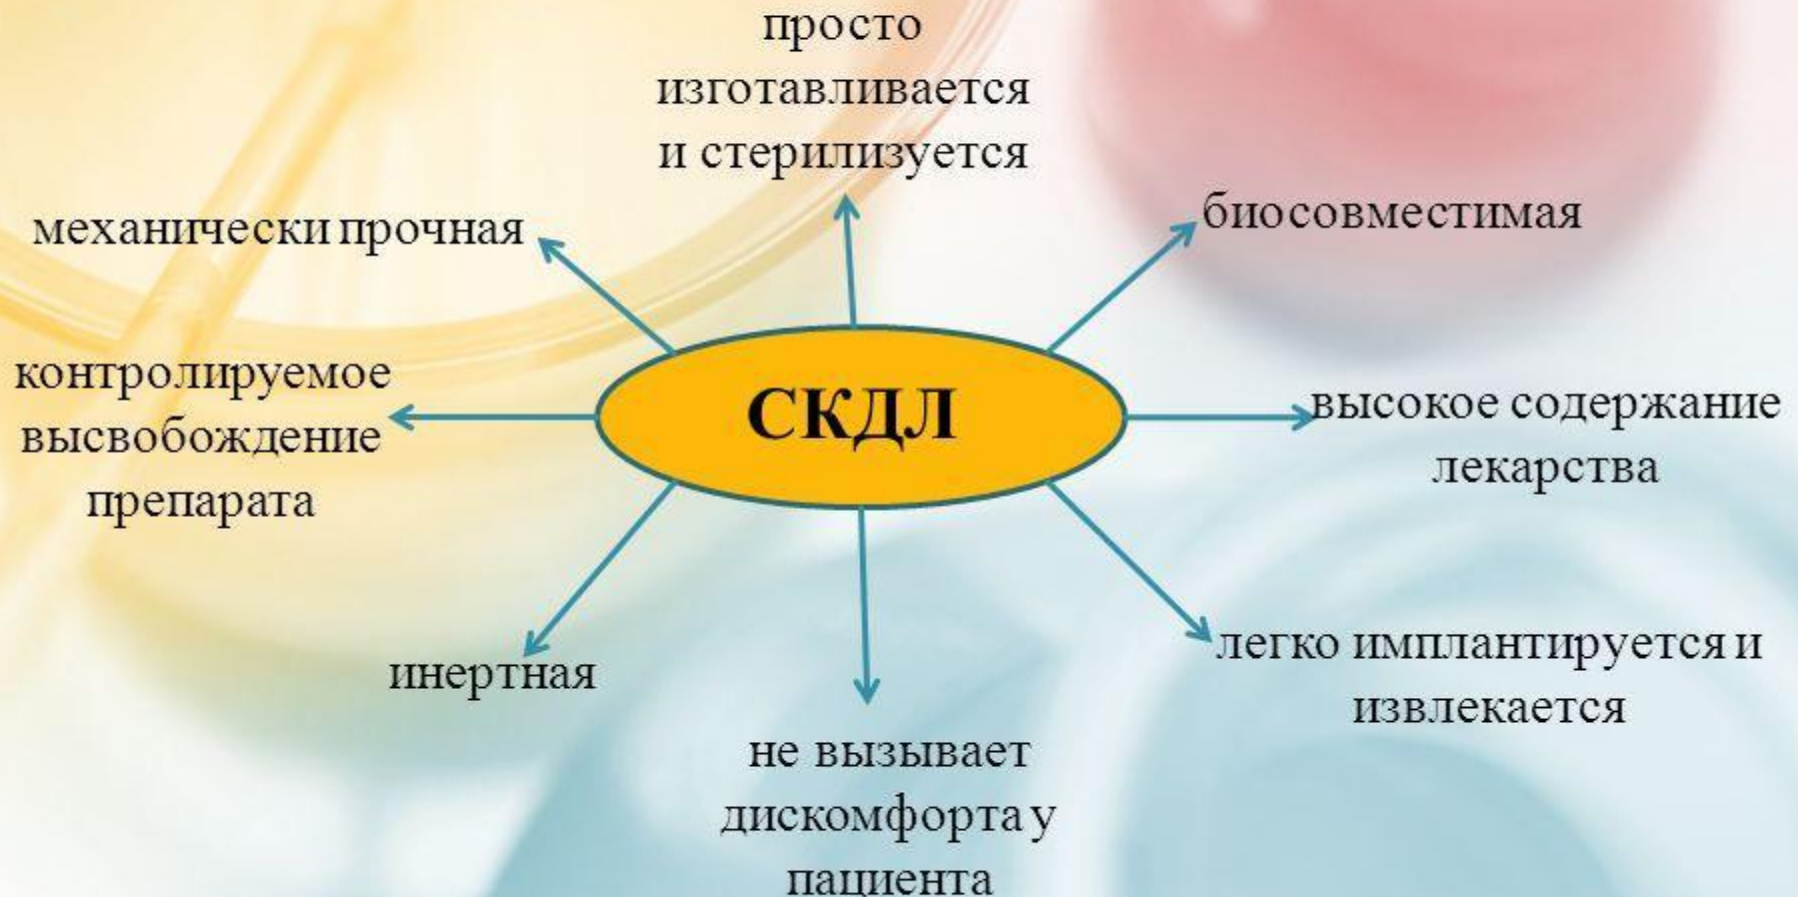 просто
изготавливается
и стерилизуется
механически прочная
биосовместимая
контролируемое
высвобождение
препарата
СКДЛ
высокое содержание
лекарства
инертная
легко имплантируется и
извлекается
не вызывает
дискомфорта у
пациента